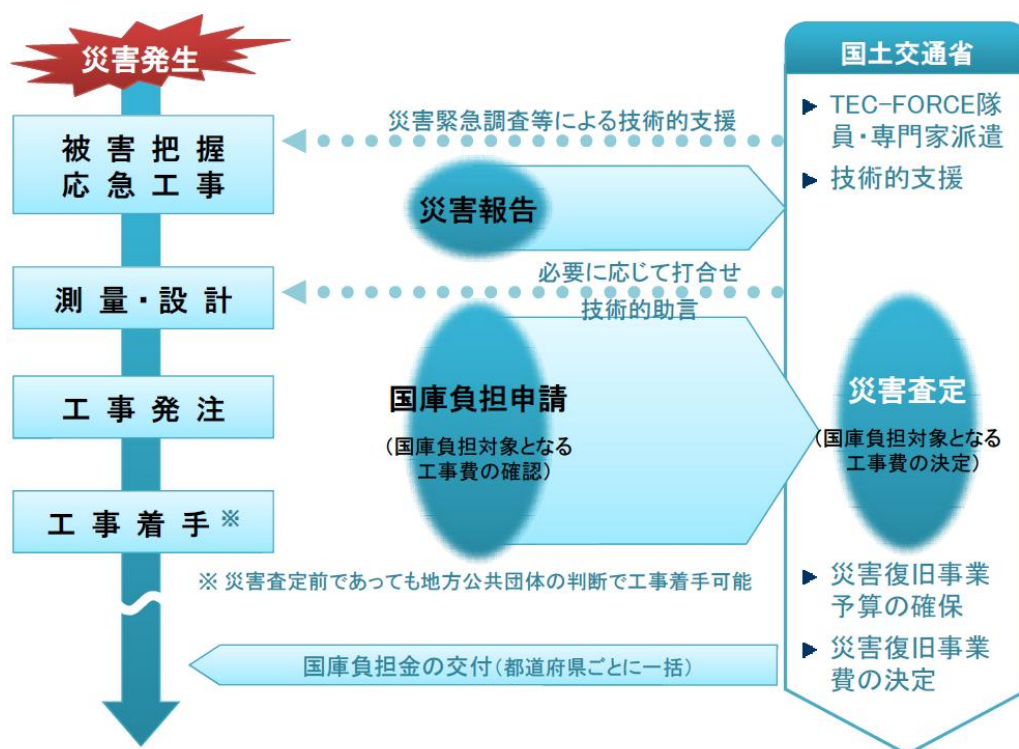 災害発生
国土交通省
▶ TEC-FORCE隊
員・専門家派遣
▶ 技術的支援
災害緊急調査等による技術的支援
被害把握
応急工事
災害報告
必要に応じて打合せ
技術的助言
測量・設計
工事発注
国庫負担申請
(国庫負担対象となる
工事費の確認)
災害査定
(国庫負担対象となる
工事費の決定)
工事着手※
※ 災害査定前であっても地方公共団体の判断で工事着手可能
▶ 災害復旧事業
予算の確保
▶ 災害復旧事業
費の決定
国庫負担金の交付(都道府県ごとに一括)